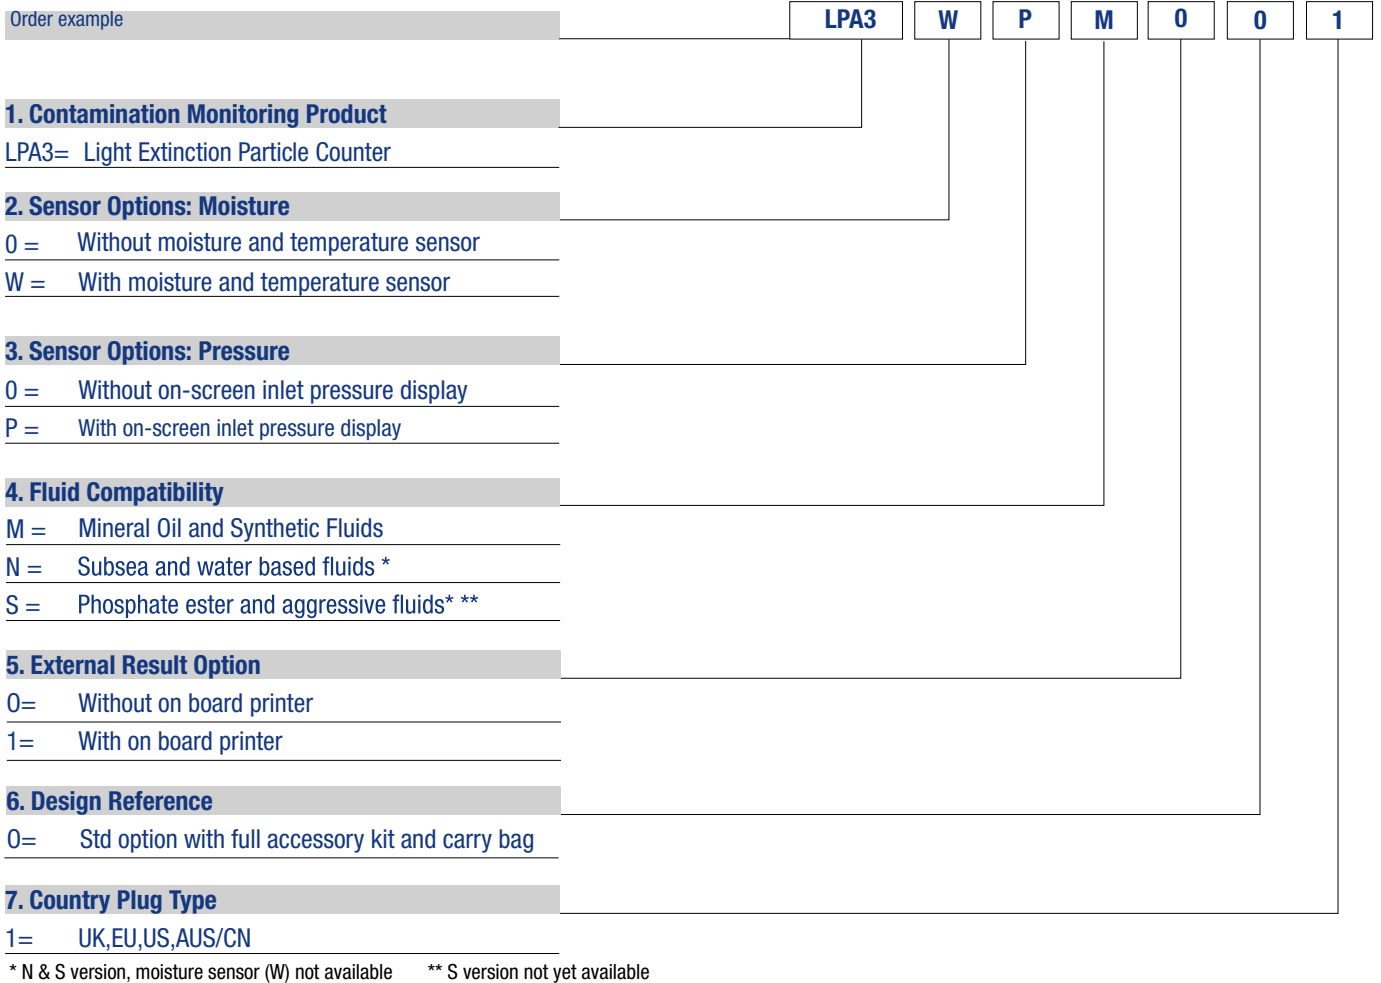 Order example LPA3 W P M 0 0 1
1. Contamination Monitoring Product
LPA3= Light Extinction Particle Counter
2. Sensor Options: Moisture
0 = Without moisture and temperature sensor
W = With moisture and temperature sensor
3. Sensor Options: Pressure
0 = Without on-screen inlet pressure display
P = With on-screen inlet pressure display
4. Fluid Compatibility
M = Mineral Oil and Synthetic Fluids
N = Subsea and water based fluids *
S = Phosphate ester and aggressive fluids* **
5. External Result Option
0= Without on board printer
1= With on board printer
6. Design Reference
0= Std option with full accessory kit and carry bag
7. Country Plug Type
1= UK,EU,US,AUS/CN
* N & S version, moisture sensor (W) not available ** S version not yet available